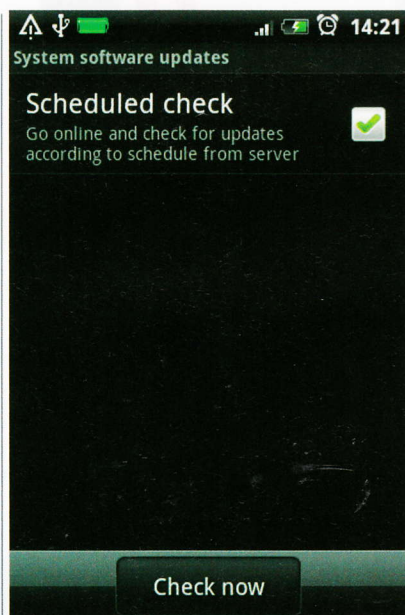 14:21
System software updates
Scheduled check
Go online and check for updates
according to schedule from server
Check now